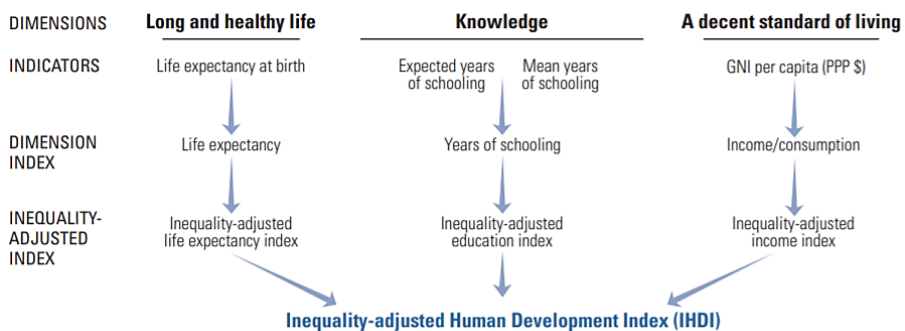 DIMENSIONS Long and healthy life Knowledge A decent standard of living
INDICATORS Life expectancy at birth Expected years of schooling Mean years of schooling GNI per capita (PPP $)
DIMENSION INDEX Life expectancy Years of schooling Income/consumption
INEQUALITY-ADJUSTED INDEX Inequality-adjusted life expectancy index Inequality-adjusted education index Inequality-adjusted income index
Inequality-adjusted Human Development Index (IHDI)